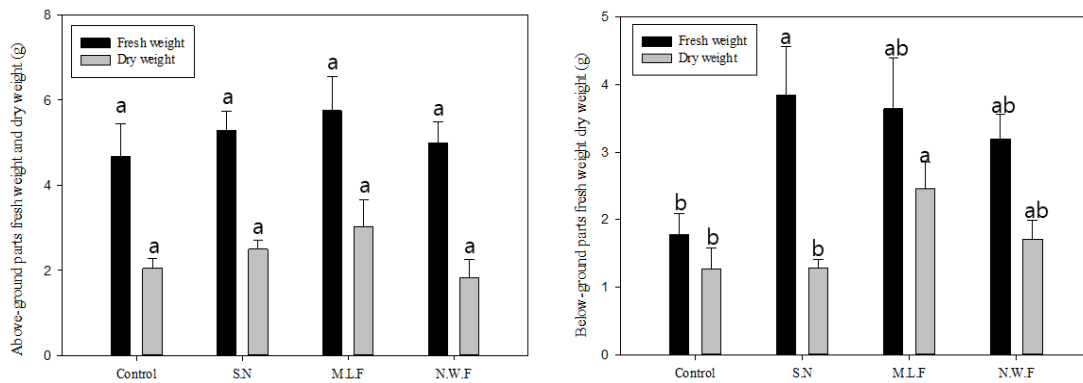 Above-ground parts fresh weight and dry weight (g)
8
6
4
2
0
Fresh weight
Dry weight
a
a
a
a
a
a
a
a
Control
S.N
M.L.F
N.W.F
Below-ground parts fresh weight dry weight (g)
5
4
3
2
1
0
Fresh weight
Dry weight
b
b
a
b
ab
a
ab
ab
Control
S.N
M.L.F
N.W.F